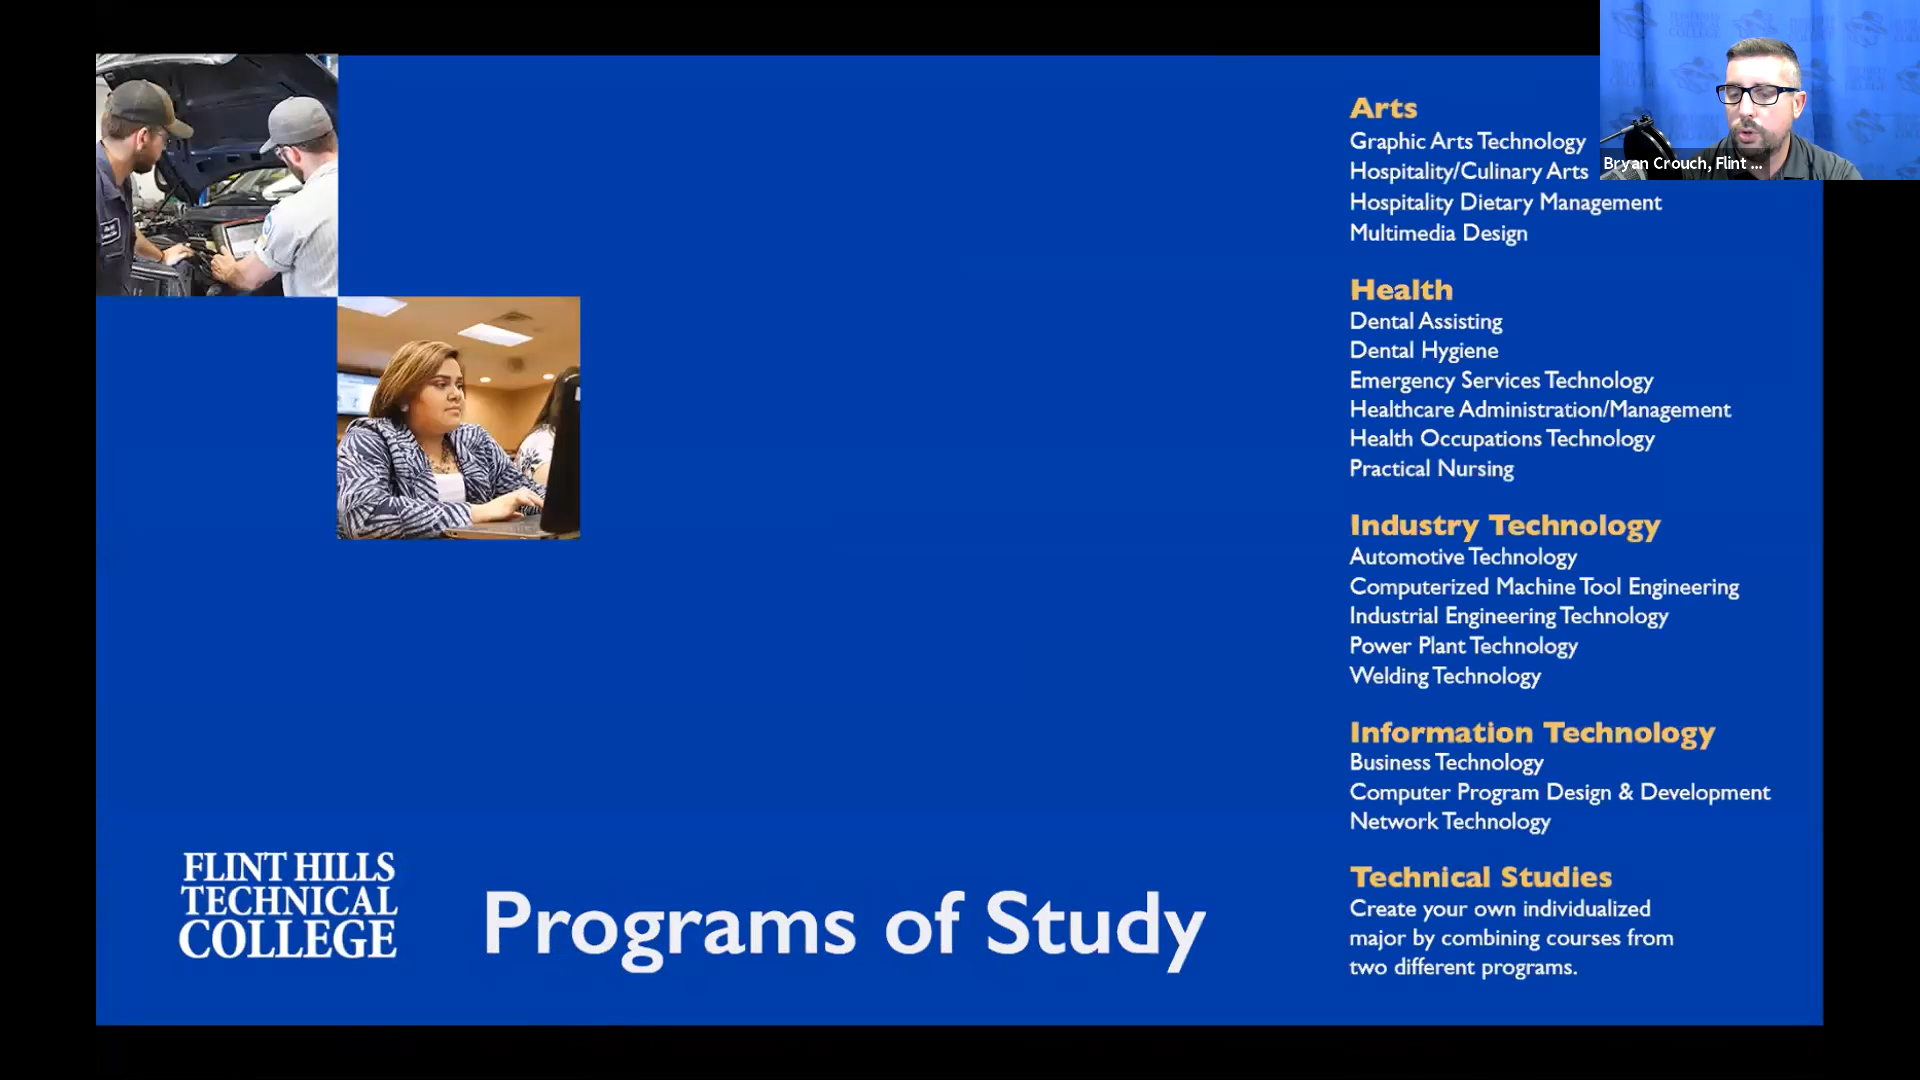 Arts
Graphic Arts Technology
Hospitality/Culinary Arts
Hospitality Dietary Management
Multimedia Design
Health
Dental Assisting
Dental Hygiene
Emergency Services Technology
Healthcare Administration/Management
Health Occupations Technology
Practical Nursing
Industry Technology
Automotive Technology
Computerized Machine Tool Engineering
Industrial Engineering Technology
Power Plant Technology
Welding Technology
Information Technology
Business Technology
Computer Program Design & Development
Network Technology
Technical Studies
Create your own individualized
major by combining courses from
two different programs.
FLINT HILLS
TECHNICAL
COLLEGE
Programs of Study
Bryan Crouch, Flint ...